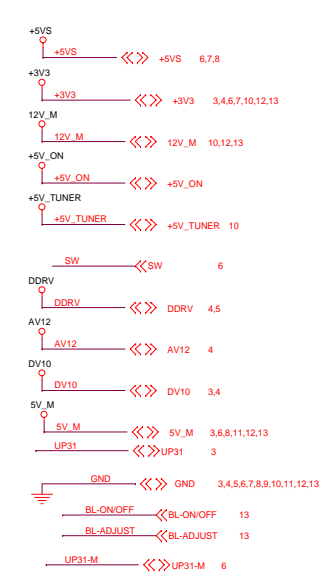 +5VS
+5VS +5VS 6,7,8
+3V3
+3V3 +3V3 3,4,6,7,10,12,13
12V_M
12V_M 12V_M 10,12,13
+5V_ON
+5V_ON +5V_ON
+5V_TUNER
+5V_TUNER +5V_TUNER 10
SW SW 6
DDRV
DDRV DDRV 4,5
AV12
AV12 AV12 4
DV10
DV10 DV10 3,4
5V_M
5V_M 5V_M 3,6,8,11,12,13
UP31 UP31 3
GND GND 3,4,5,6,7,8,9,10,11,12,13
BL-ON/OFF BL-ON/OFF 13
BL-ADJUST BL-ADJUST 13
UP31-M UP31-M 6